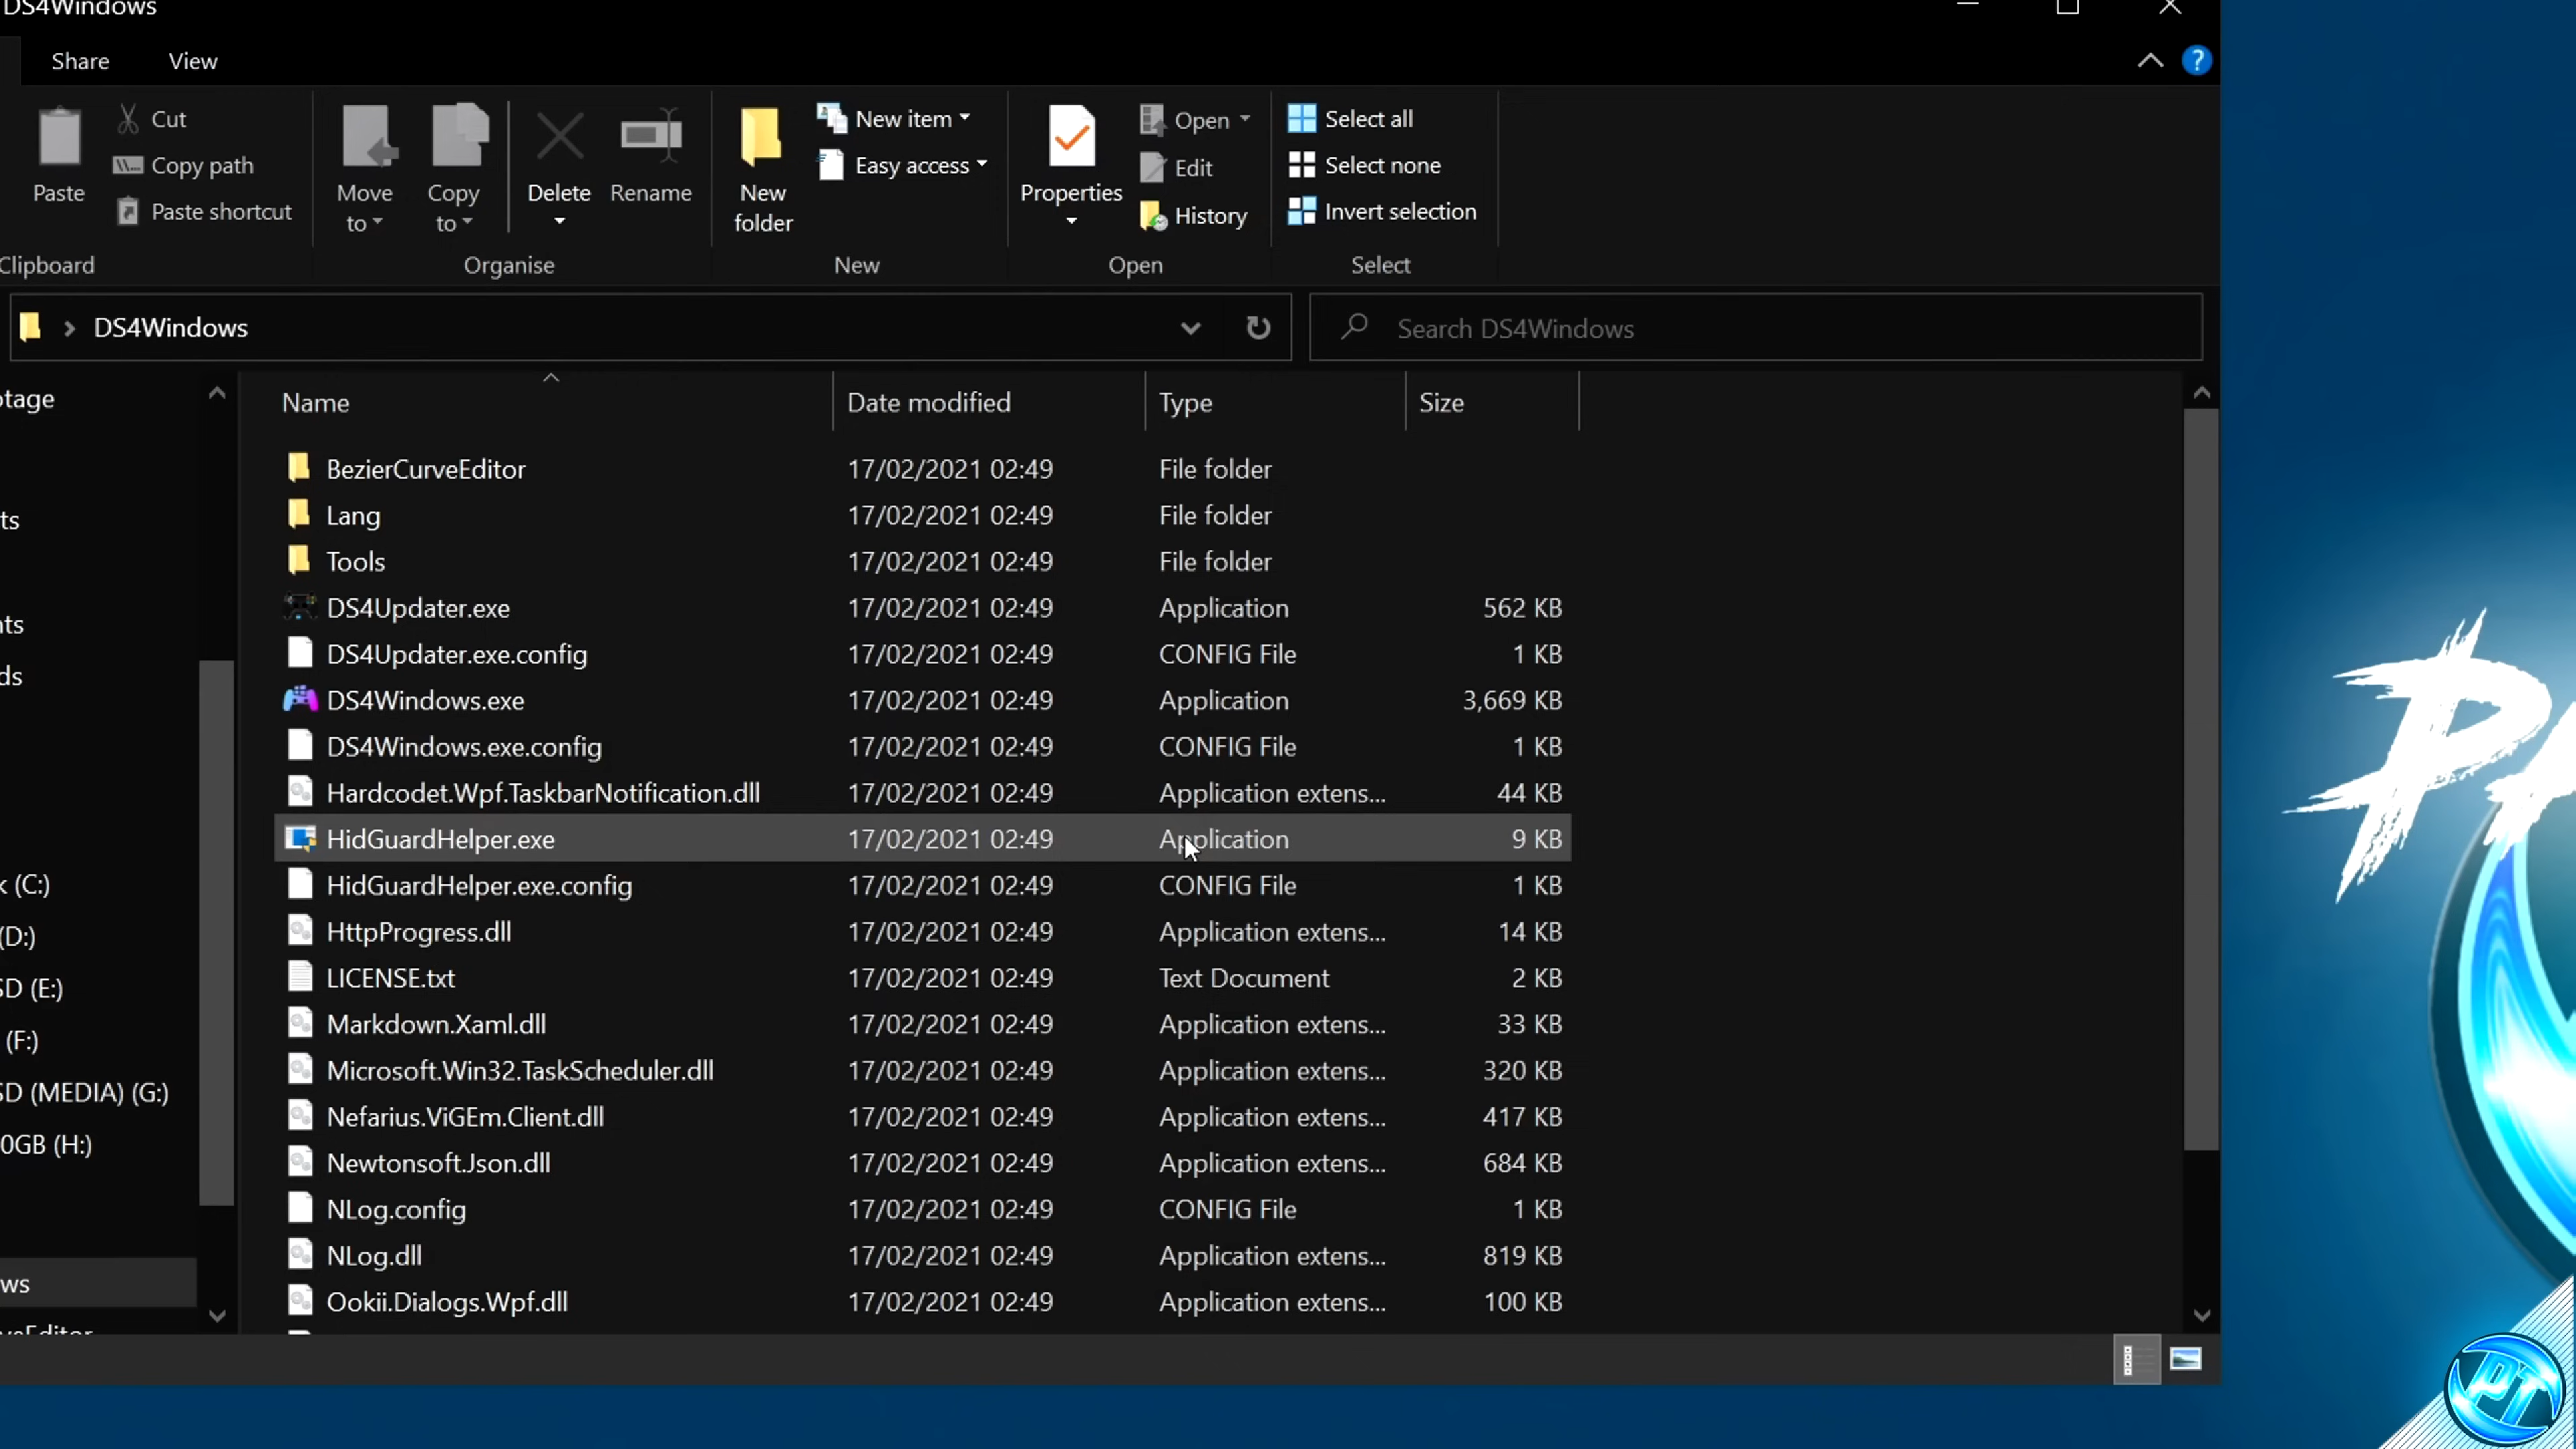 DS4Windows
Share View
Paste
Cut
Copy path
Paste shortcut
Clipboard
Move to
Copy to
Delete
Rename
Organise
New folder
New item
Easy access
New
Properties
Open
Edit
History
Open
Select all
Select none
Invert selection
Select
DS4Windows
Search DS4Windows
otage
ts
nts
ds
k (C:)
(D:)
SD (E:)
(F:)
SD (MEDIA) (G:)
0GB (H:)
ws
Name Date modified Type Size
BezierCurveEditor 17/02/2021 02:49 File folder
Lang 17/02/2021 02:49 File folder
Tools 17/02/2021 02:49 File folder
DS4Updater.exe 17/02/2021 02:49 Application 562 KB
DS4Updater.exe.config 17/02/2021 02:49 CONFIG File 1 KB
DS4Windows.exe 17/02/2021 02:49 Application 3,669 KB
DS4Windows.exe.config 17/02/2021 02:49 CONFIG File 1 KB
Hardcodet.Wpf.TaskbarNotification.dll 17/02/2021 02:49 Application extens... 44 KB
HidGuardHelper.exe 17/02/2021 02:49 Application 9 KB
HidGuardHelper.exe.config 17/02/2021 02:49 CONFIG File 1 KB
HttpProgress.dll 17/02/2021 02:49 Application extens... 14 KB
LICENSE.txt 17/02/2021 02:49 Text Document 2 KB
Markdown.Xaml.dll 17/02/2021 02:49 Application extens... 33 KB
Microsoft.Win32.TaskScheduler.dll 17/02/2021 02:49 Application extens... 320 KB
Nefarius.ViGEm.Client.dll 17/02/2021 02:49 Application extens... 417 KB
Newtonsoft.Json.dll 17/02/2021 02:49 Application extens... 684 KB
NLog.config 17/02/2021 02:49 CONFIG File 1 KB
NLog.dll 17/02/2021 02:49 Application extens... 819 KB
Ookii.Dialogs.Wpf.dll 17/02/2021 02:49 Application extens... 100 KB
PT